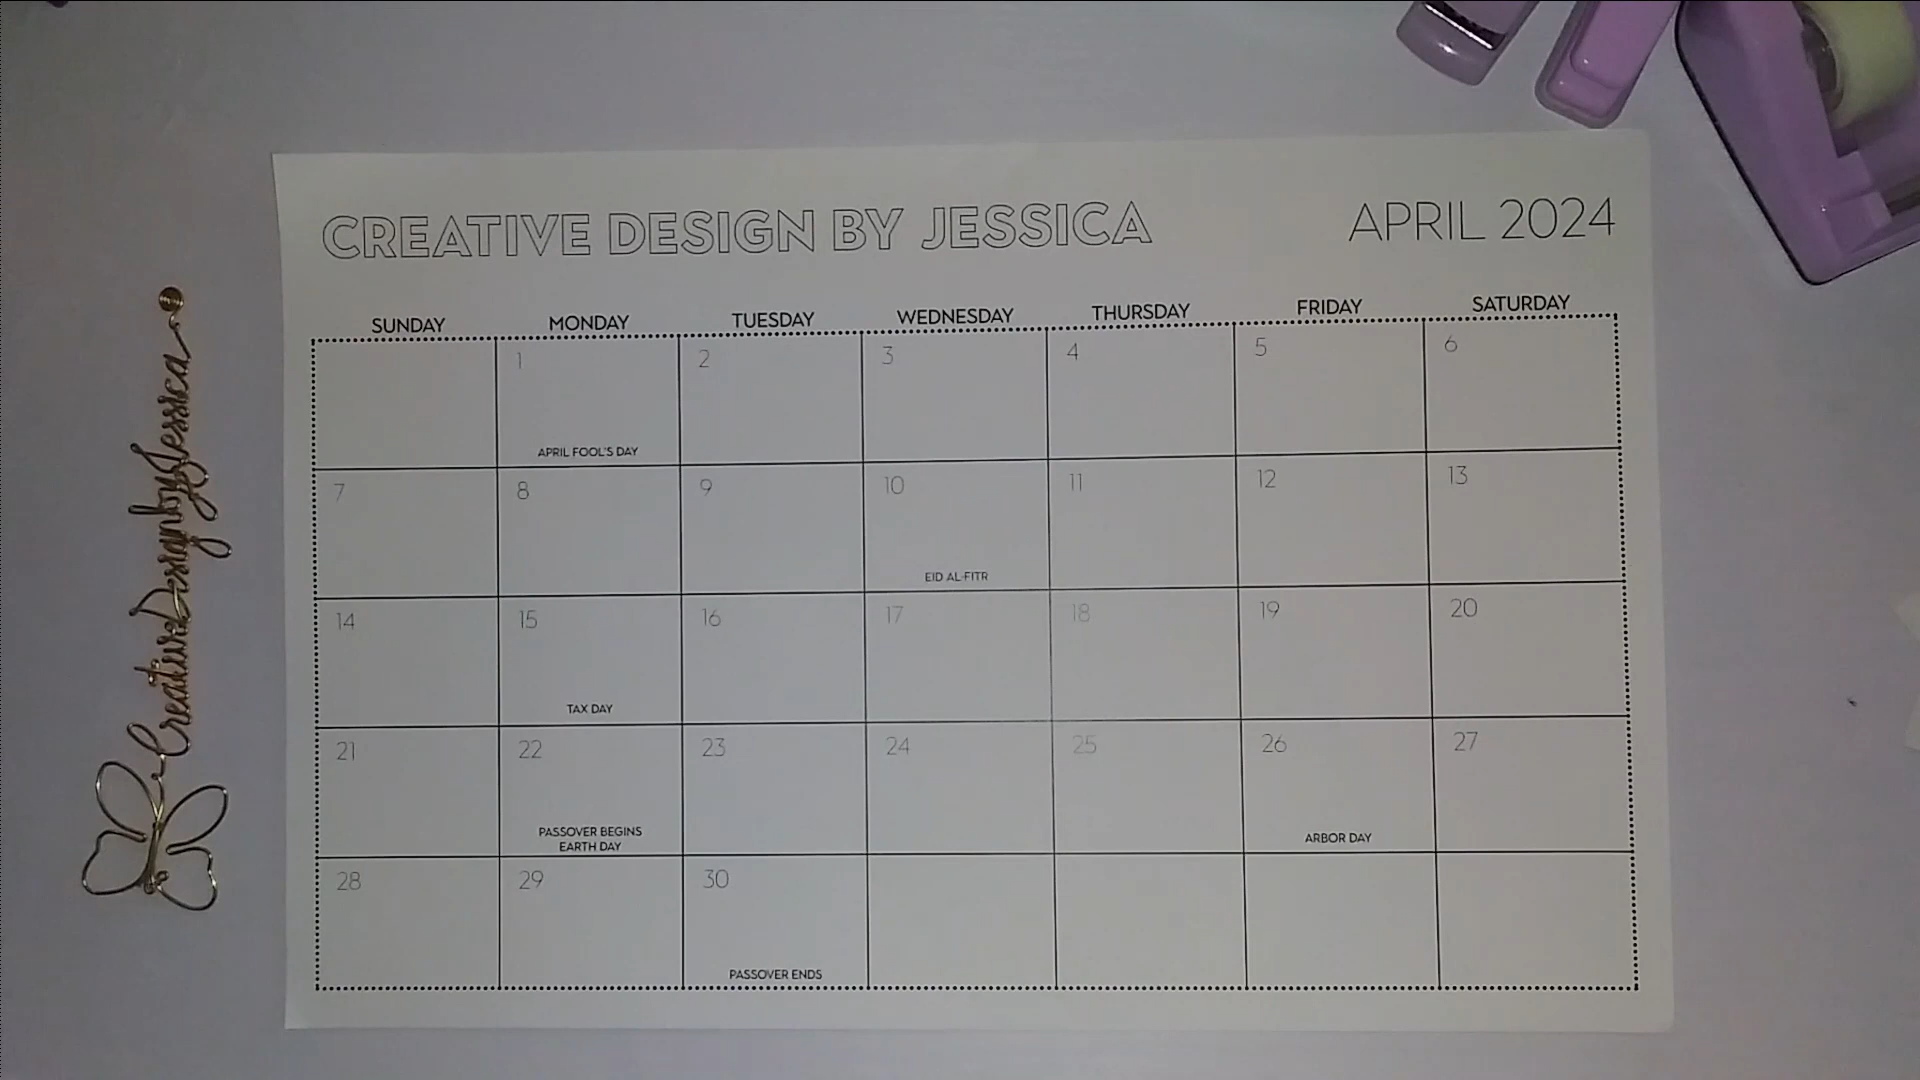 CREATIVE DESIGN BY JESSICA
APRIL 2024
SUNDAY MONDAY TUESDAY WEDNESDAY THURSDAY FRIDAY SATURDAY
1 2 3 4 5 6
APRIL FOOL'S DAY
7 8 9 10 11 12 13
EID AL-FITR
14 15 16 17 18 19 20
TAX DAY
21 22 23 24 25 26 27
PASSOVER BEGINS
EARTH DAY
ARBOR DAY
28 29 30
PASSOVER ENDS
CreativeDesignbyJessica